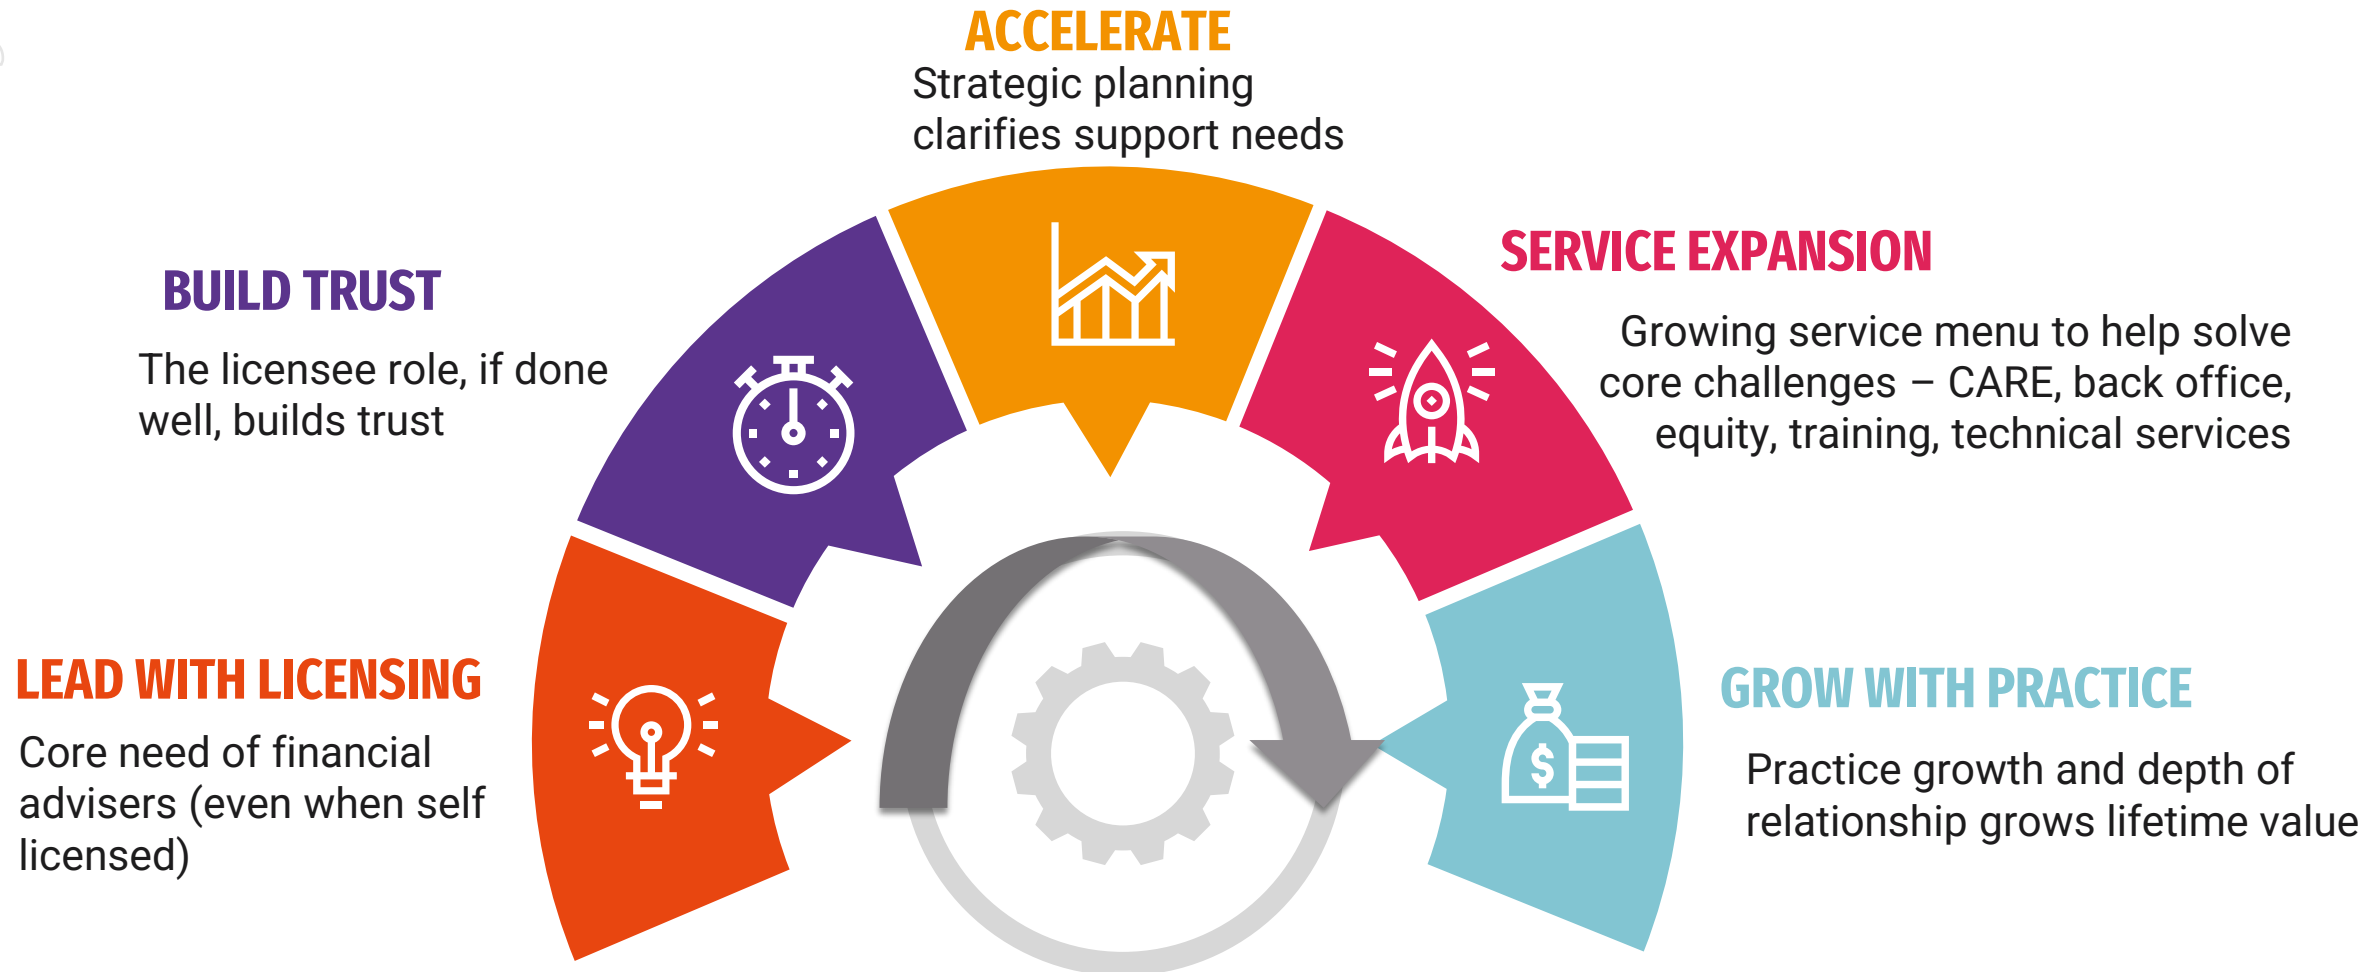 ACCELERATE
Strategic planning
clarifies support needs
BUILD TRUST
The licensee role, if done
well, builds trust
SERVICE EXPANSION
Growing service menu to help solve
core challenges – CARE, back office,
equity, training, technical services
LEAD WITH LICENSING
Core need of financial
advisers (even when self
licensed)
GROW WITH PRACTICE
Practice growth and depth of
relationship grows lifetime value
$